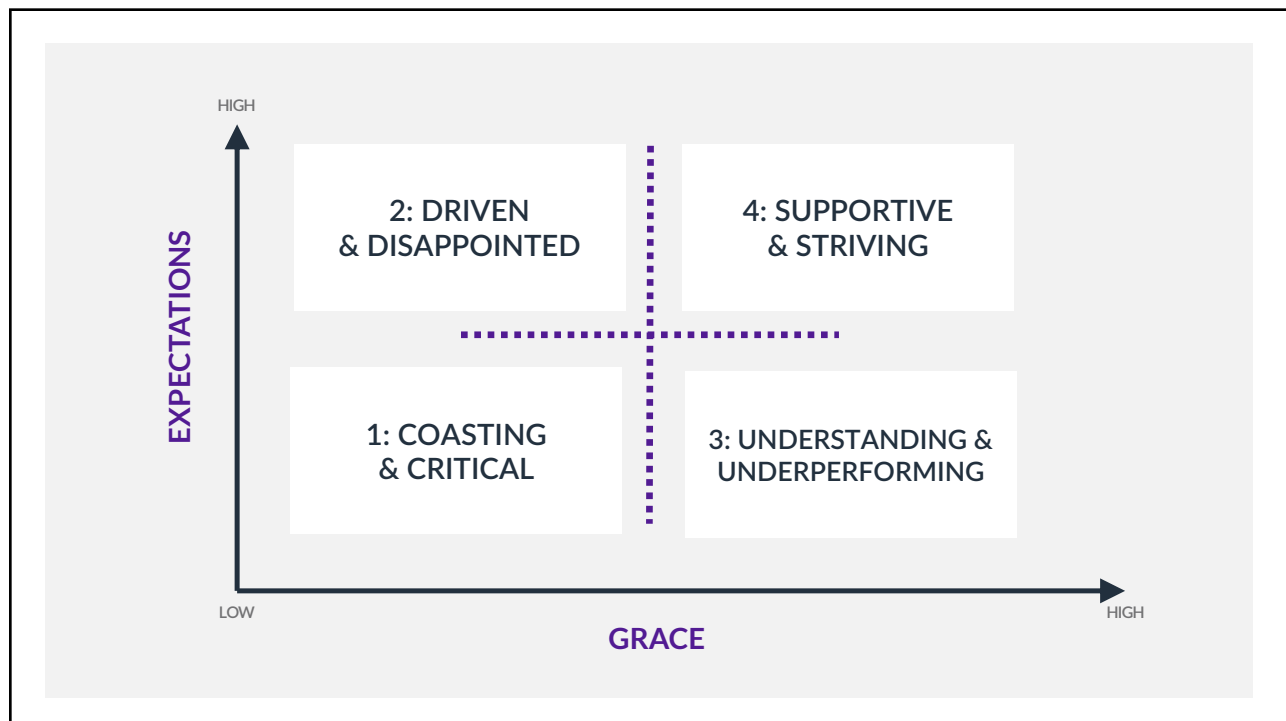 HIGH
EXPECTATIONS
2: DRIVEN
& DISAPPOINTED
4: SUPPORTIVE
& STRIVING
1: COASTING
& CRITICAL
3: UNDERSTANDING &
UNDERPERFORMING
LOW
HIGH
GRACE